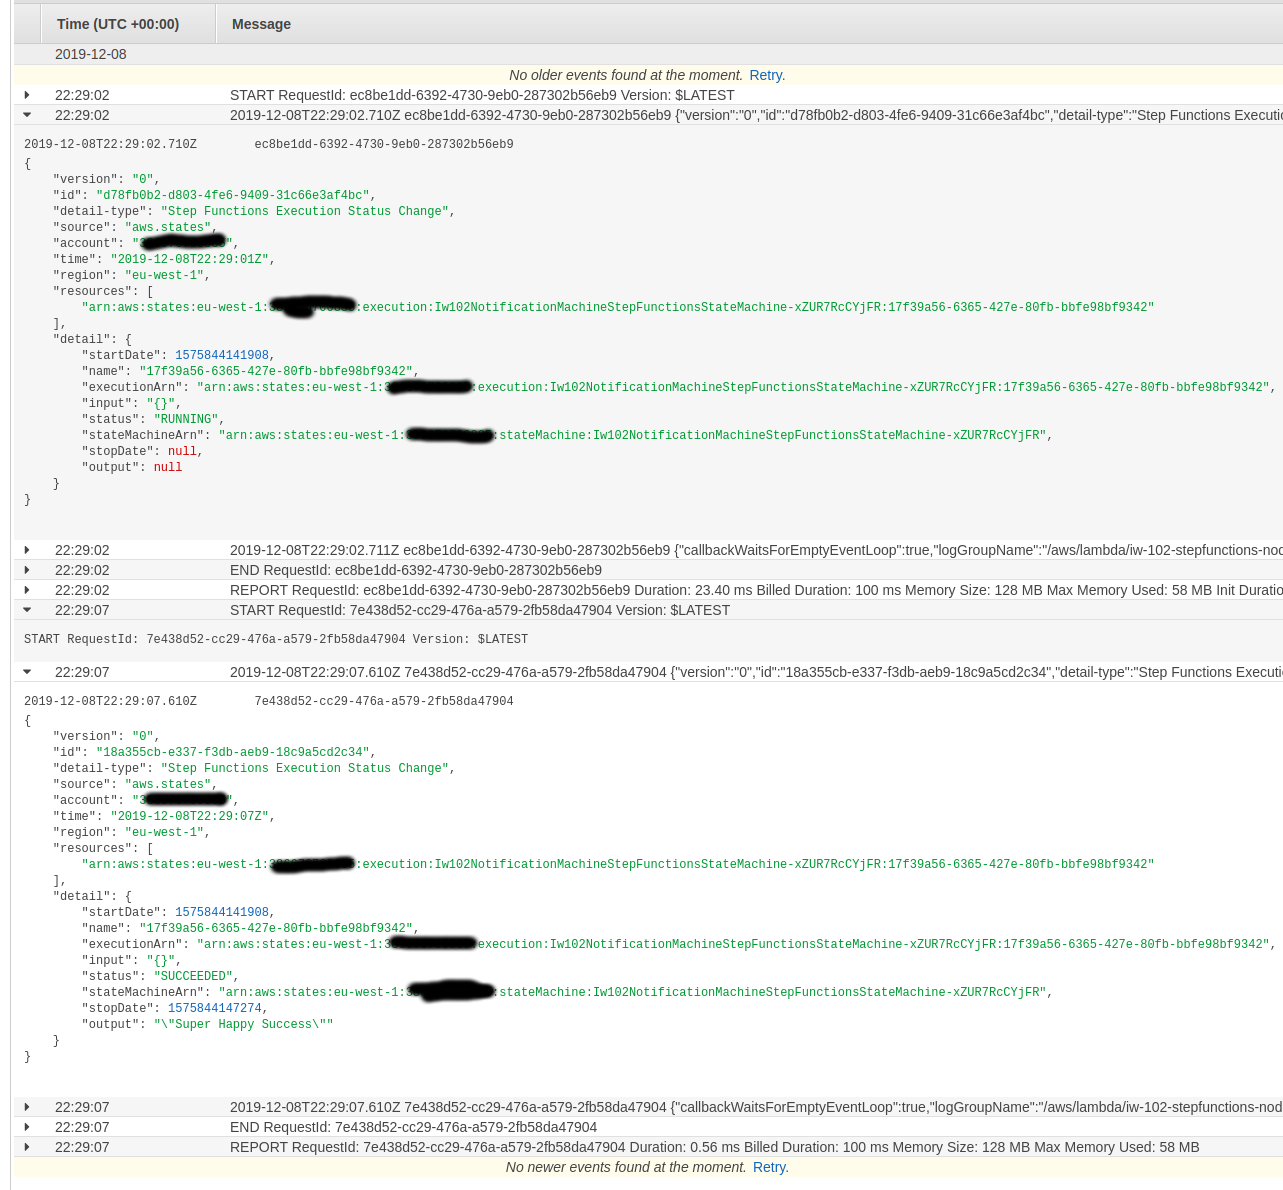 Time (UTC +00:00) Message
2019-12-08
No older events found at the moment. Retry.
22:29:02 START RequestId: ec8be1dd-6392-4730-9eb0-287302b56eb9 Version: $LATEST
22:29:02 2019-12-08T22:29:02.710Z ec8be1dd-6392-4730-9eb0-287302b56eb9 {"version":"0","id":"d78fb0b2-d803-4fe6-9409-31c66e3af4bc","detail-type":"Step Functions Executi
2019-12-08T22:29:02.710Z ec8be1dd-6392-4730-9eb0-287302b56eb9
{
"version": "0",
"id": "d78fb0b2-d803-4fe6-9409-31c66e3af4bc",
"detail-type": "Step Functions Execution Status Change",
"source": "aws.states",
"account": "3 ",
"time": "2019-12-08T22:29:01Z",
"region": "eu-west-1",
"resources": [
"arn:aws:states:eu-west-1: :execution:Iw102NotificationMachineStepFunctionsStateMachine-xZUR7RcCYjFR:17f39a56-6365-427e-80fb-bbfe98bf9342"
],
"detail": {
"startDate": 1575844141908,
"name": "17f39a56-6365-427e-80fb-bbfe98bf9342",
"executionArn": "arn:aws:states:eu-west-1:3 :execution:Iw102NotificationMachineStepFunctionsStateMachine-xZUR7RcCYjFR:17f39a56-6365-427e-80fb-bbfe98bf9342",
"input": "{}",
"status": "RUNNING",
"stateMachineArn": "arn:aws:states:eu-west-1: :stateMachine:Iw102NotificationMachineStepFunctionsStateMachine-xZUR7RcCYjFR",
"stopDate": null,
"output": null
}
}
22:29:02 2019-12-08T22:29:02.711Z ec8be1dd-6392-4730-9eb0-287302b56eb9 {"callbackWaitsForEmptyEventLoop":true,"logGroupName":"/aws/lambda/iw-102-stepfunctions-nod
22:29:02 END RequestId: ec8be1dd-6392-4730-9eb0-287302b56eb9
22:29:02 REPORT RequestId: ec8be1dd-6392-4730-9eb0-287302b56eb9 Duration: 23.40 ms Billed Duration: 100 ms Memory Size: 128 MB Max Memory Used: 58 MB Init Duratio
22:29:07 START RequestId: 7e438d52-cc29-476a-a579-2fb58da47904 Version: $LATEST
START RequestId: 7e438d52-cc29-476a-a579-2fb58da47904 Version: $LATEST
22:29:07 2019-12-08T22:29:07.610Z 7e438d52-cc29-476a-a579-2fb58da47904 {"version":"0","id":"18a355cb-e337-f3db-aeb9-18c9a5cd2c34","detail-type":"Step Functions Executi
2019-12-08T22:29:07.610Z 7e438d52-cc29-476a-a579-2fb58da47904
{
"version": "0",
"id": "18a355cb-e337-f3db-aeb9-18c9a5cd2c34",
"detail-type": "Step Functions Execution Status Change",
"source": "aws.states",
"account": "3 ",
"time": "2019-12-08T22:29:07Z",
"region": "eu-west-1",
"resources": [
"arn:aws:states:eu-west-1: :execution:Iw102NotificationMachineStepFunctionsStateMachine-xZUR7RcCYjFR:17f39a56-6365-427e-80fb-bbfe98bf9342"
],
"detail": {
"startDate": 1575844141908,
"name": "17f39a56-6365-427e-80fb-bbfe98bf9342",
"executionArn": "arn:aws:states:eu-west-1:3 execution:Iw102NotificationMachineStepFunctionsStateMachine-xZUR7RcCYjFR:17f39a56-6365-427e-80fb-bbfe98bf9342",
"input": "{}",
"status": "SUCCEEDED",
"stateMachineArn": "arn:aws:states:eu-west-1:3 :stateMachine:Iw102NotificationMachineStepFunctionsStateMachine-xZUR7RcCYjFR",
"stopDate": 1575844147274,
"output": "\"Super Happy Success\""
}
}
22:29:07 2019-12-08T22:29:07.610Z 7e438d52-cc29-476a-a579-2fb58da47904 {"callbackWaitsForEmptyEventLoop":true,"logGroupName":"/aws/lambda/iw-102-stepfunctions-nod
22:29:07 END RequestId: 7e438d52-cc29-476a-a579-2fb58da47904
22:29:07 REPORT RequestId: 7e438d52-cc29-476a-a579-2fb58da47904 Duration: 0.56 ms Billed Duration: 100 ms Memory Size: 128 MB Max Memory Used: 58 MB
No newer events found at the moment. Retry.